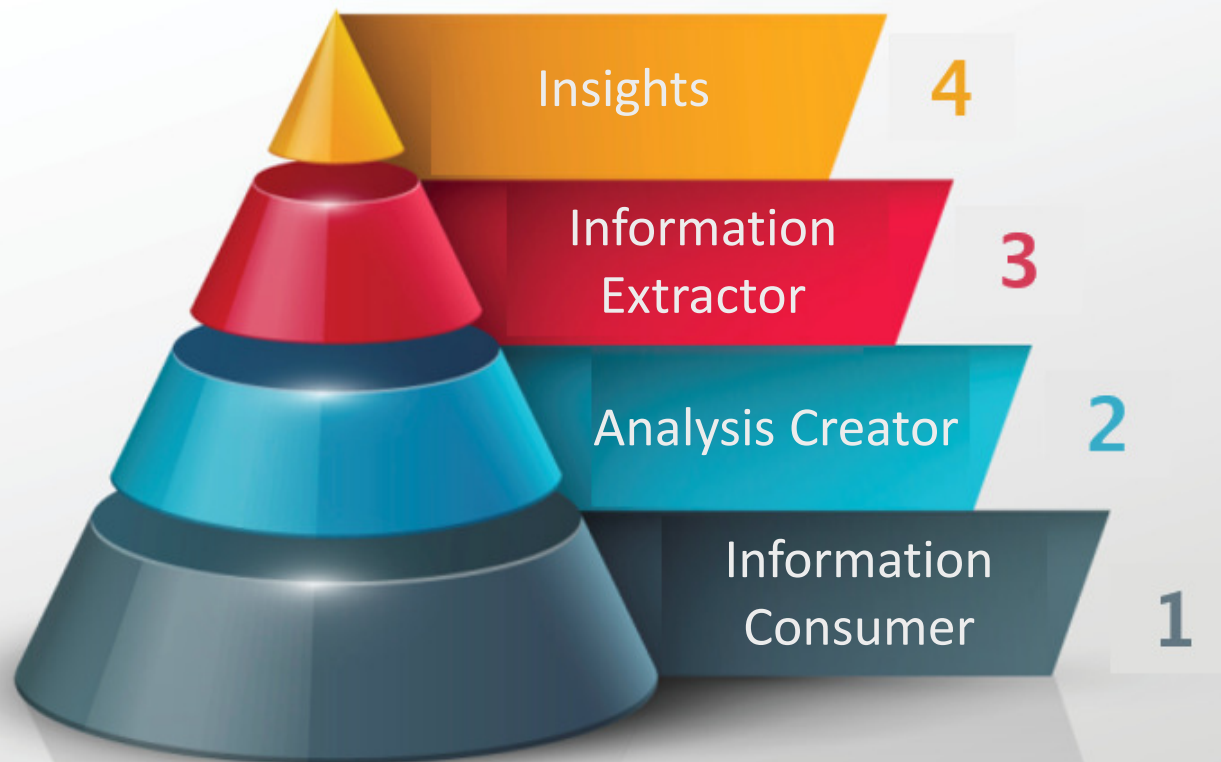 Insights
4
Information
Extractor
3
Analysis Creator
2
Information
Consumer
1